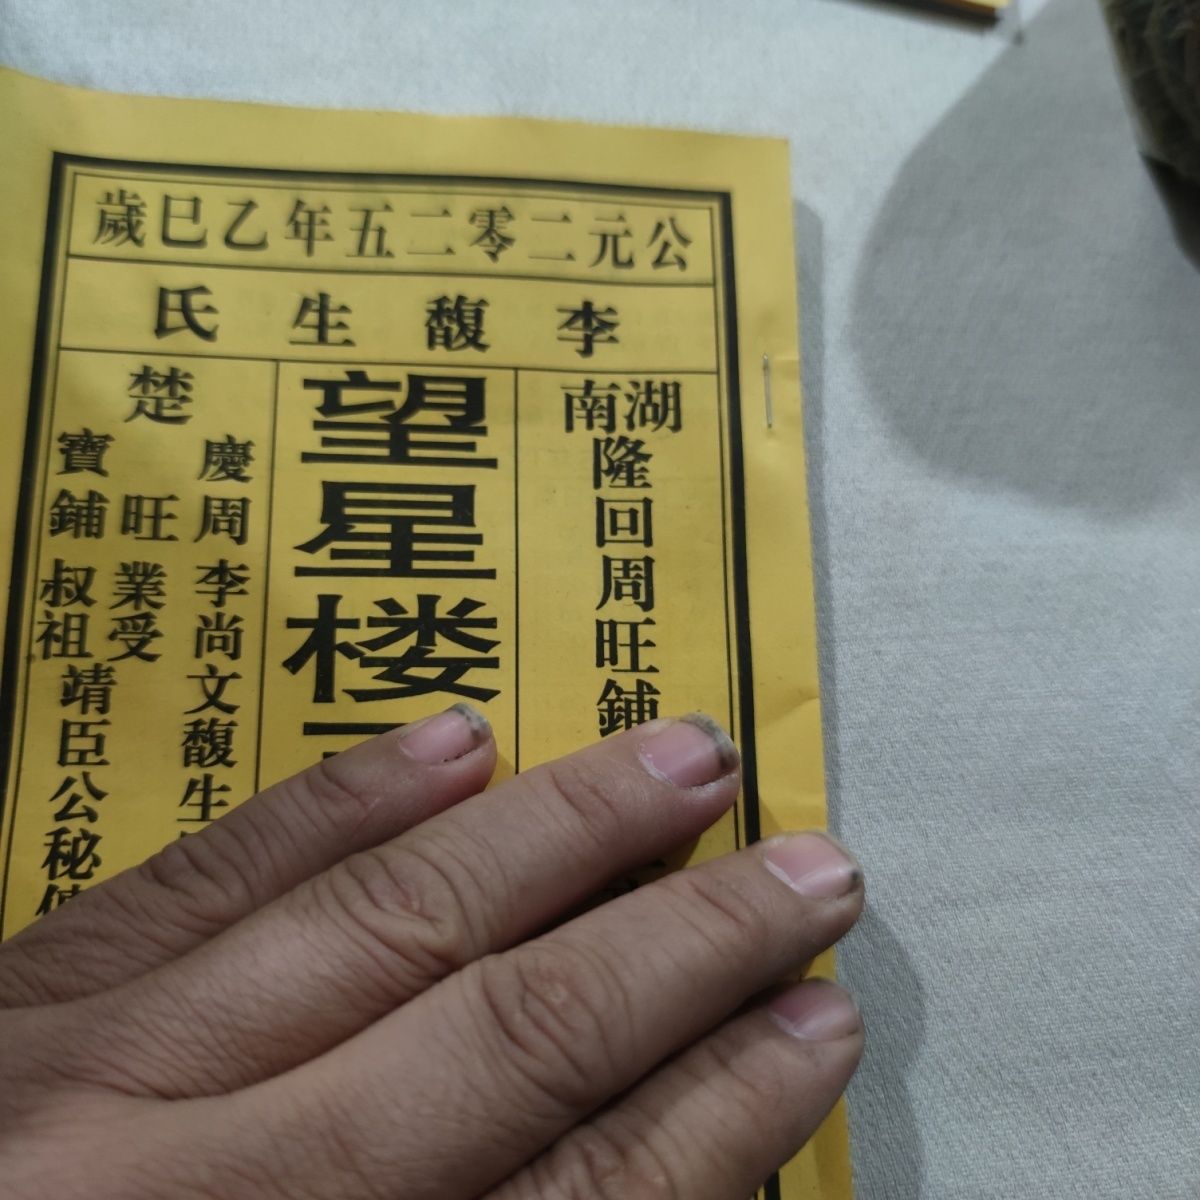 公元二零二五年乙巳歲
李馥生氏
湖南隆回周旺鋪
望星楼
楚
慶周李尚文馥生
旺業受
寶鋪叔祖靖臣公秘